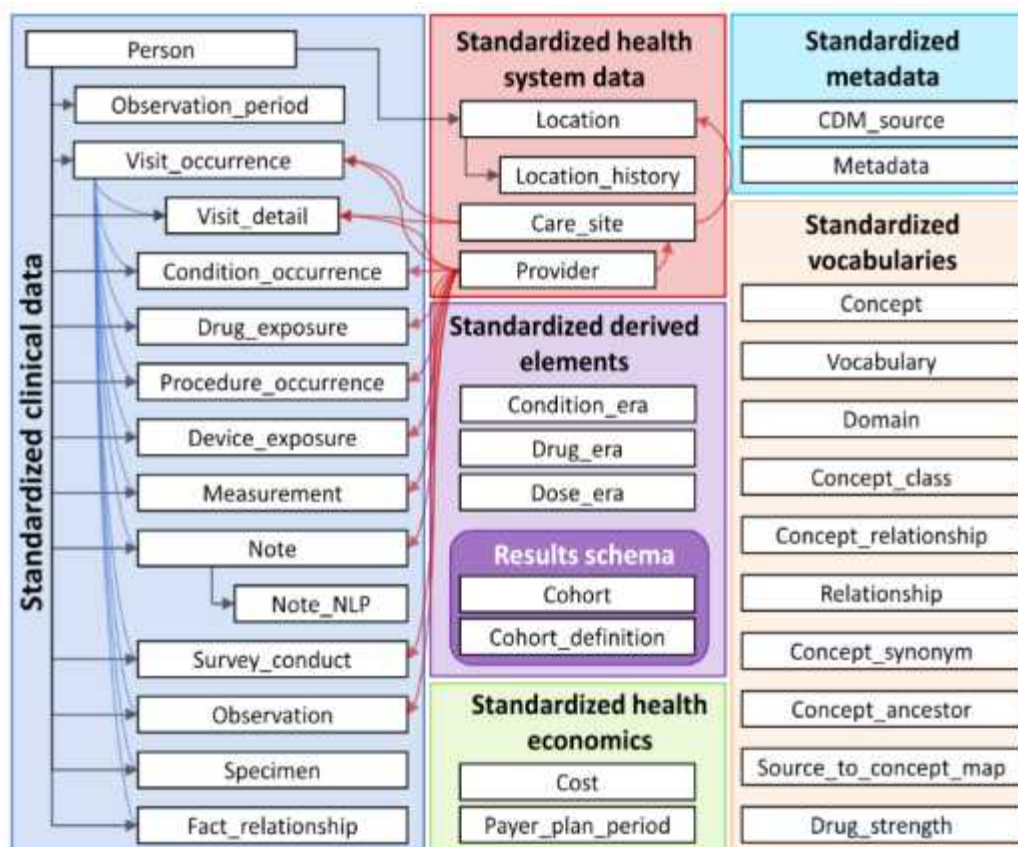 Standardized clinical data
Person
Observation_period
Visit_occurrence
Visit_detail
Condition_occurrence
Drug_exposure
Procedure_occurrence
Device_exposure
Measurement
Note
Note_NLP
Survey_conduct
Observation
Specimen
Fact_relationship
Standardized health
system data
Location
Location_history
Care_site
Provider
Standardized derived
elements
Condition_era
Drug_era
Dose_era
Results schema
Cohort
Cohort_definition
Standardized health
economics
Cost
Payer_plan_period
Standardized
metadata
CDM_source
Metadata
Standardized
vocabularies
Concept
Vocabulary
Domain
Concept_class
Concept_relationship
Relationship
Concept_synonym
Concept_ancestor
Source_to_concept_map
Drug_strength